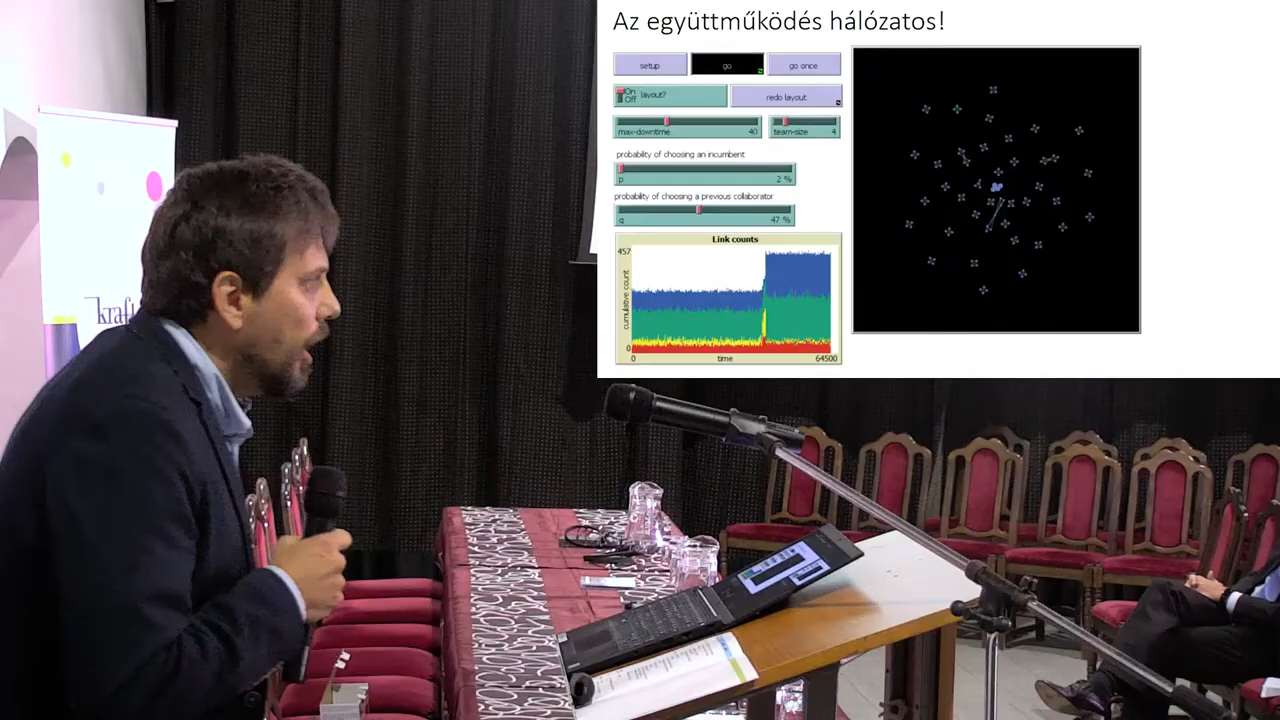 Az együttműködés hálózatos!
setup
go
go once
On
Off
layout?
redo layout
max-downtime 40
team-size 4
probability of choosing an incumbent
p 2 %
probability of choosing a previous collaborator
q 47 %
Link counts
457
cumulative count
0
0 time 64500
kraft